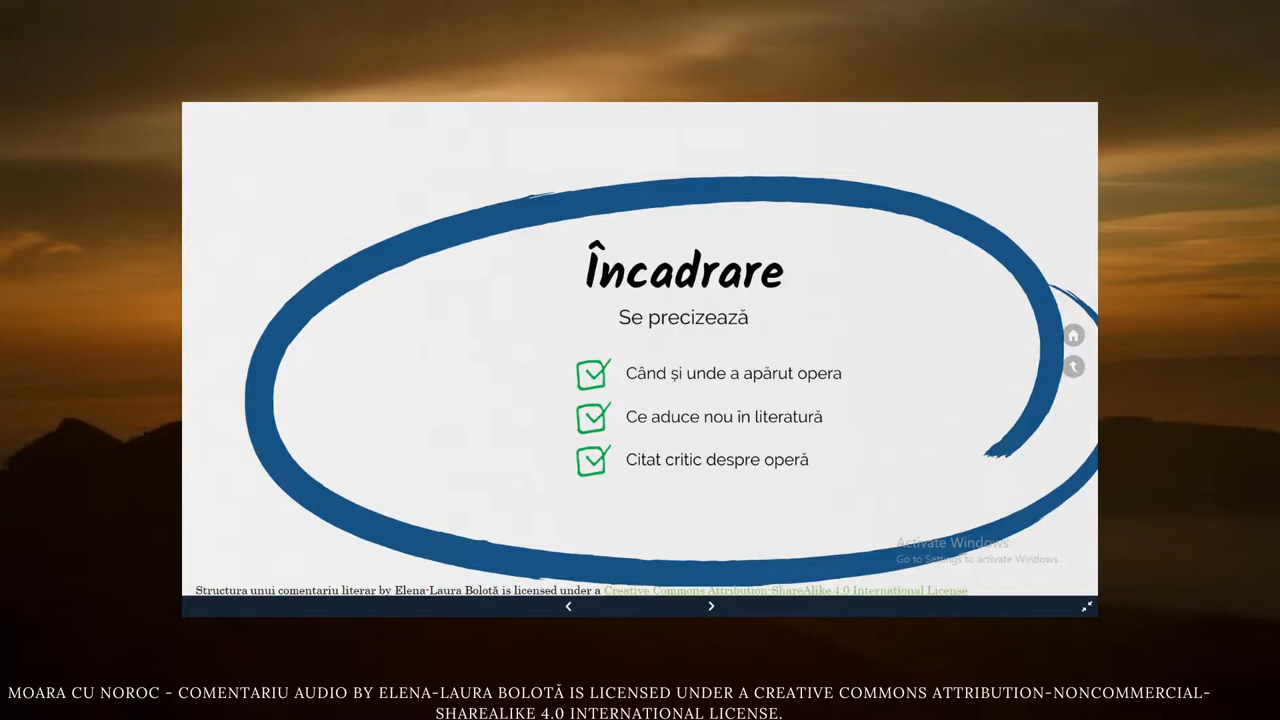 Încadrare
Se precizează
Când și unde a apărut opera
Ce aduce nou în literatură
Citat critic despre operă
Activate Windows
Go to Settings to activate Windows.
Structura unui comentariu literar by Elena-Laura Bolotă is licensed under a Creative Commons Attribution-ShareAlike 4.0 International License
MOARA CU NOROC - COMENTARIU AUDIO BY ELENA-LAURA BOLOTĂ IS LICENSED UNDER A CREATIVE COMMONS ATTRIBUTION-NONCOMMERCIAL-
SHAREALIKE 4.0 INTERNATIONAL LICENSE.